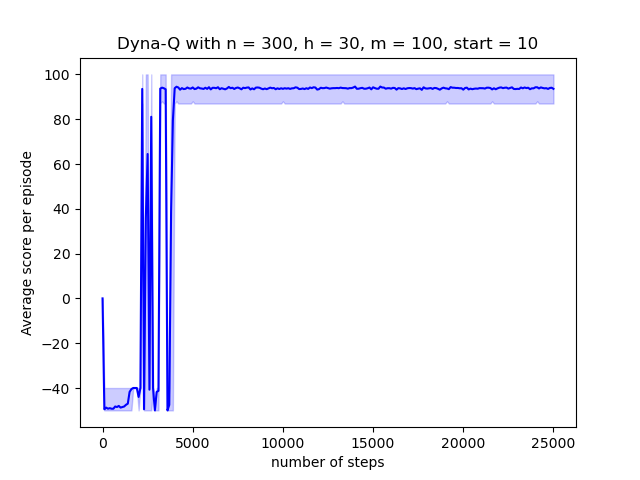 Dyna-Q with n = 300, h = 30, m = 100, start = 10
Average score per episode
100
80
60
40
20
0
−20
−40
0 5000 10000 15000 20000 25000
number of steps